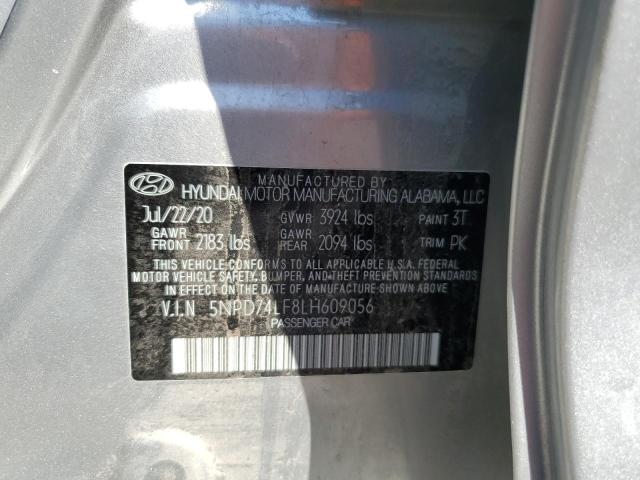 MANUFACTURED BY
HYUNDAI MOTOR MANUFACTURING ALABAMA, LLC
Jul/22/20 GVWR 3924 lbs PAINT 3T
GAWR FRONT 2183 lbs GAWR REAR 2094 lbs TRIM PK
THIS VEHICLE CONFORMS TO ALL APPLICABLE U.S.A. FEDERAL
MOTOR VEHICLE SAFETY, BUMPER, AND THEFT PREVENTION STANDARDS
IN EFFECT ON THE DATE OF MANUFACTURE SHOWN ABOVE.
V.I.N 5NPD74LF8LH609056
PASSENGER CAR